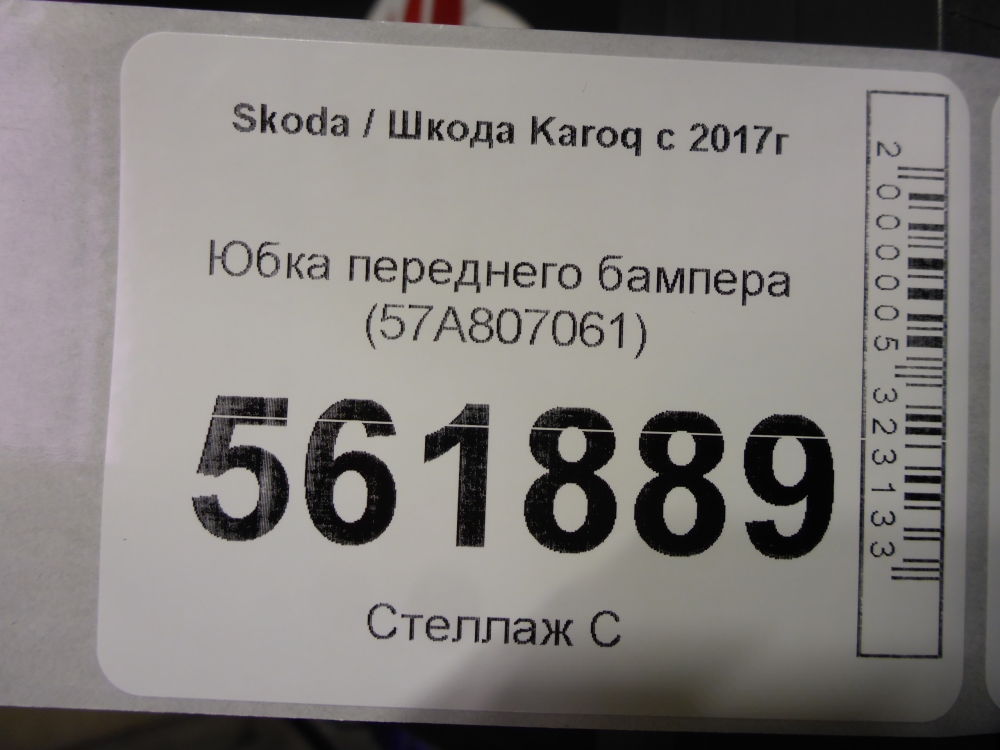 Skoda / Шкода Karoq с 2017г
Юбка переднего бампера
(57A807061)
561889
Стеллаж С
2000005323133